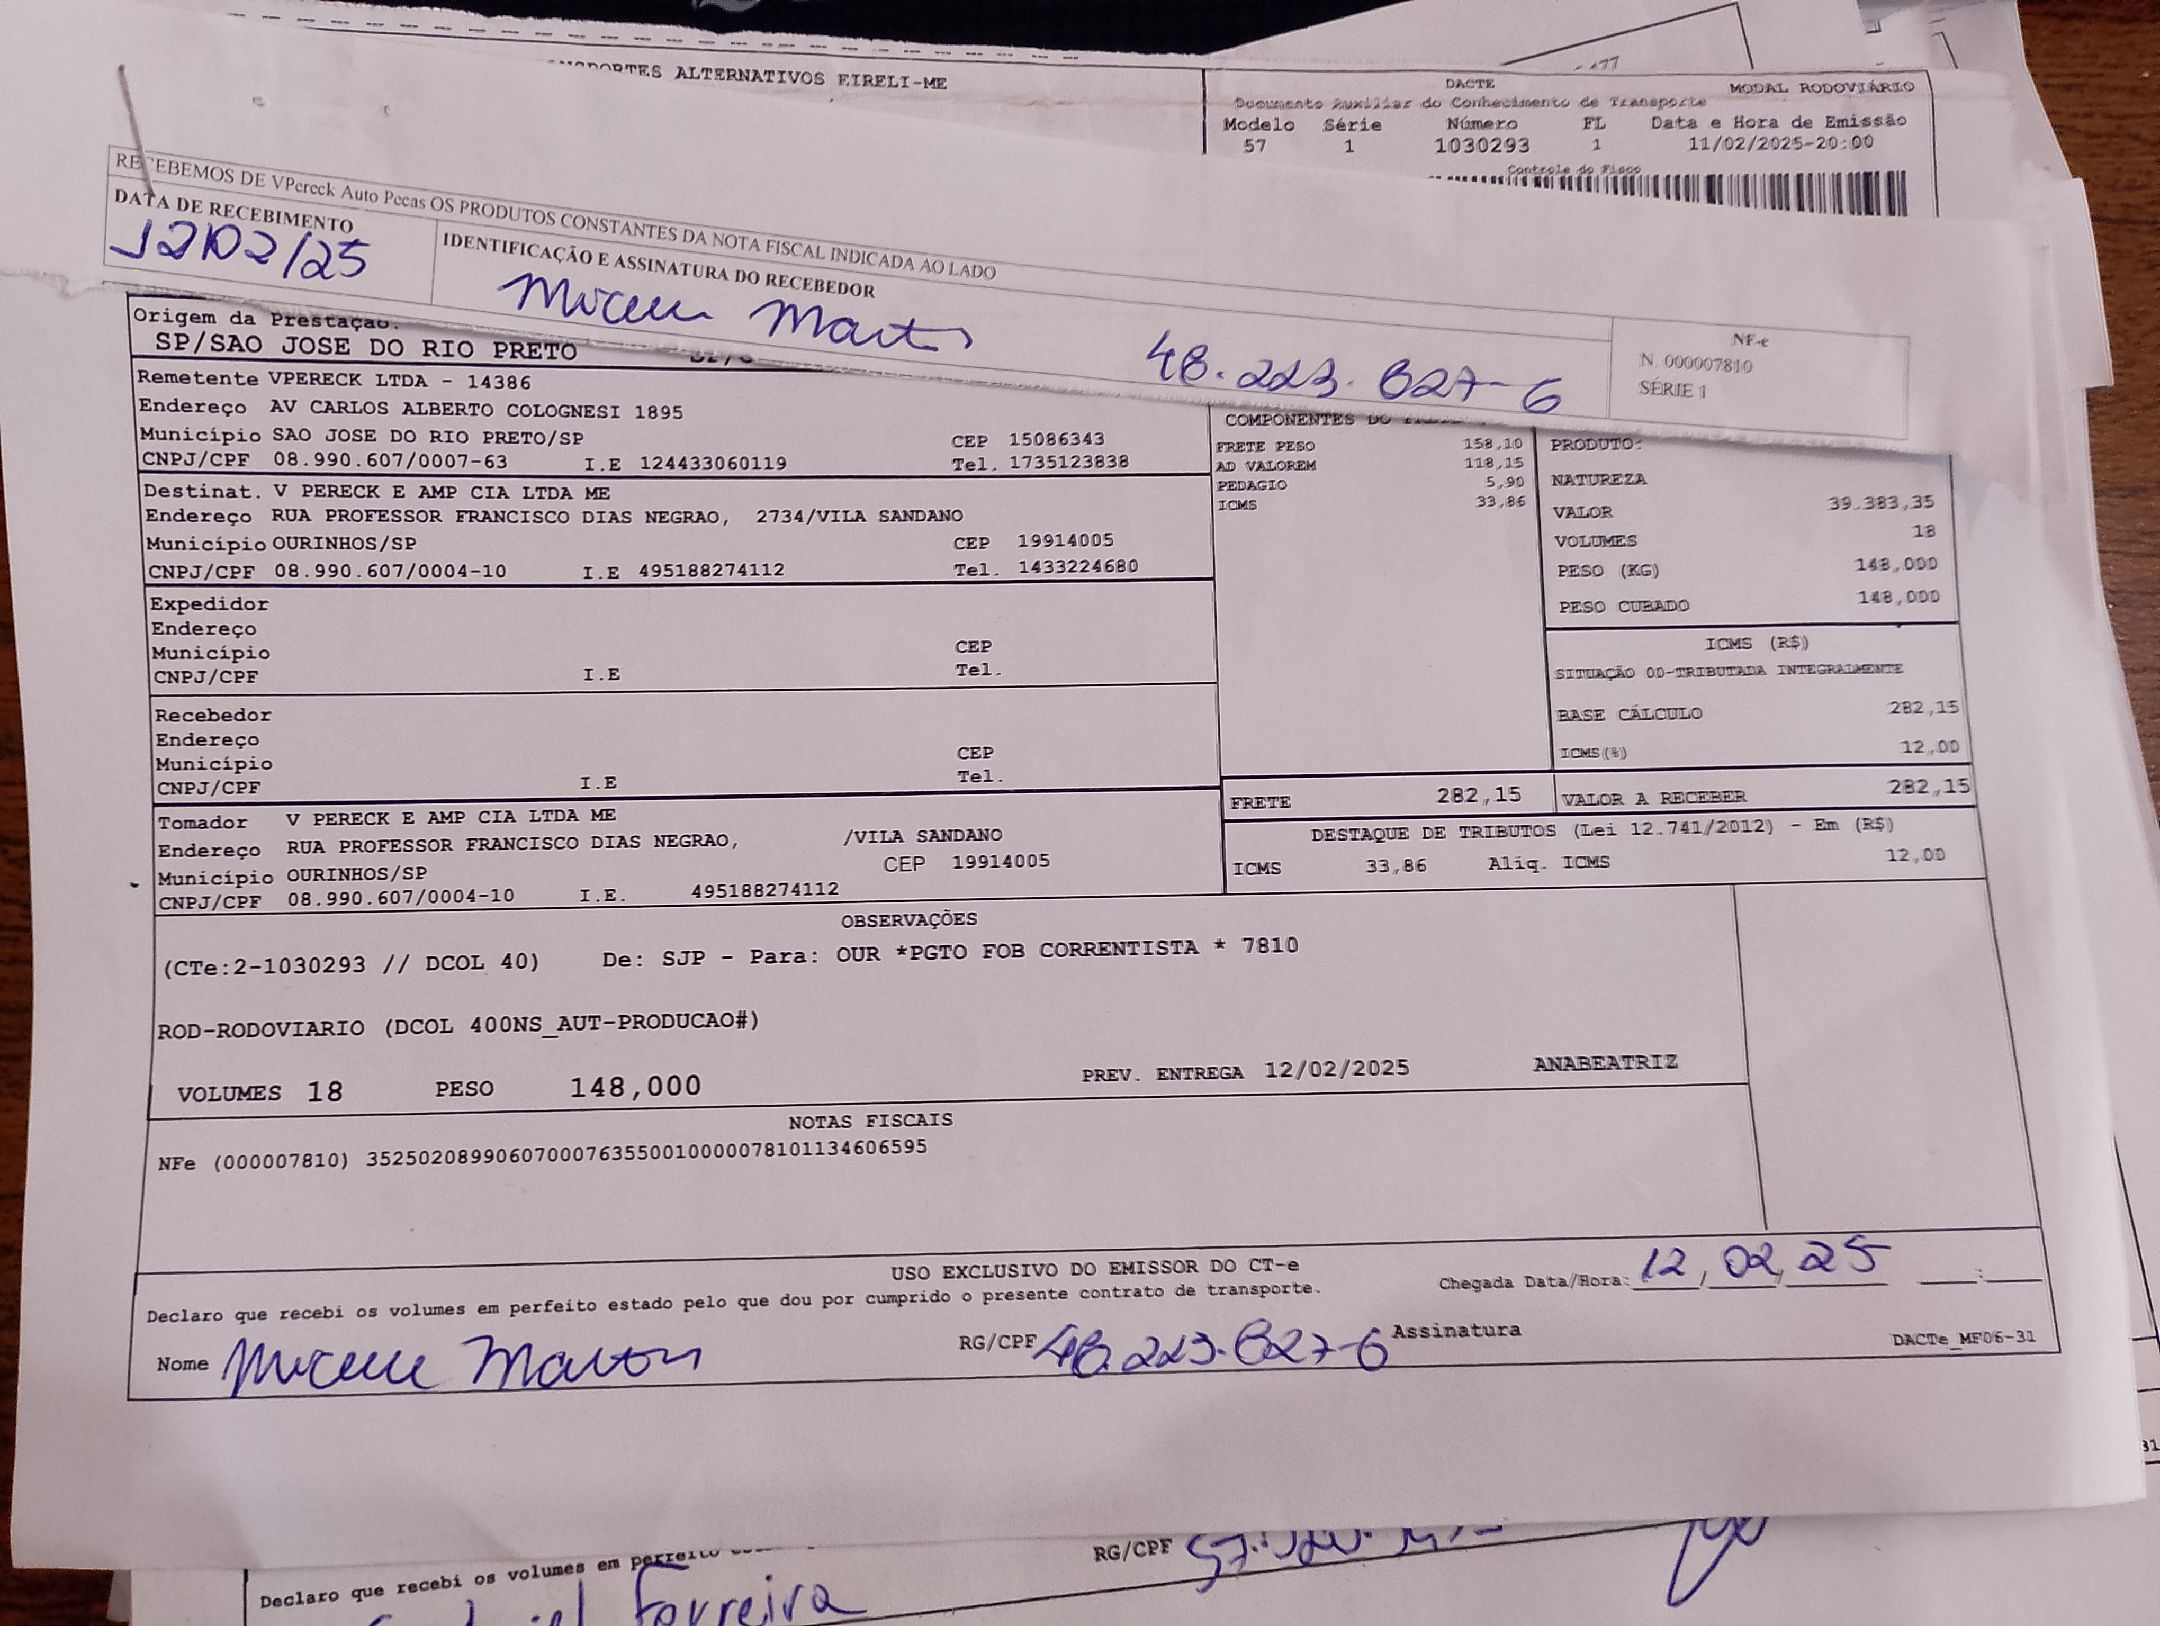 TRANSPORTES ALTERNATIVOS EIRELI-ME
DACTE
MODAL RODOVIÁRIO
Documento Auxiliar do Conhecimento de Transporte
Modelo Série Número FL Data e Hora de Emissão
57 1 1030293 1 11/02/2025-20:00
Controle do Fisco
RECEBEMOS DE VPereck Auto Pecas OS PRODUTOS CONSTANTES DA NOTA FISCAL INDICADA AO LADO
DATA DE RECEBIMENTO
12/02/25
IDENTIFICAÇÃO E ASSINATURA DO RECEBEDOR
48.223.827-6
NF-e
N. 000007810
SÉRIE 1
Origem da Prestação.
SP/SAO JOSE DO RIO PRETO
Remetente VPERECK LTDA - 14386
Endereço AV CARLOS ALBERTO COLOGNESI 1895
Município SAO JOSE DO RIO PRETO/SP CEP 15086343
CNPJ/CPF 08.990.607/0007-63 I.E 124433060119 Tel. 1735123838
Destinat. V PERECK E AMP CIA LTDA ME
Endereço RUA PROFESSOR FRANCISCO DIAS NEGRAO, 2734/VILA SANDANO
Município OURINHOS/SP CEP 19914005
CNPJ/CPF 08.990.607/0004-10 I.E 495188274112 Tel. 1433224680
Expedidor
Endereço
Município CEP
CNPJ/CPF I.E Tel.
Recebedor
Endereço
Município CEP
CNPJ/CPF I.E Tel.
Tomador V PERECK E AMP CIA LTDA ME
Endereço RUA PROFESSOR FRANCISCO DIAS NEGRAO, /VILA SANDANO
Município OURINHOS/SP CEP 19914005
CNPJ/CPF 08.990.607/0004-10 I.E. 495188274112
COMPONENTES DO
FRETE PESO 158,10
AD VALOREM 118,15
PEDAGIO 5,90
ICMS 33,86
PRODUTO:
NATUREZA
VALOR 39.383,35
VOLUMES 18
PESO (KG) 148,000
PESO CUBADO 148,000
ICMS (R$)
SITUAÇÃO 00-TRIBUTADA INTEGRALMENTE
BASE CÁLCULO 282,15
ICMS(%) 12,00
FRETE 282,15 VALOR A RECEBER 282,15
DESTAQUE DE TRIBUTOS (Lei 12.741/2012) - Em (R$)
ICMS 33,86 Aliq. ICMS 12,00
OBSERVAÇÕES
(CTe:2-1030293 // DCOL 40) De: SJP - Para: OUR *PGTO FOB CORRENTISTA * 7810
ROD-RODOVIARIO (DCOL 400NS_AUT-PRODUCAO#)
VOLUMES 18 PESO 148,000 PREV. ENTREGA 12/02/2025 ANABEATRIZ
NOTAS FISCAIS
NFe (000007810) 35250208990607000763550010000078101134606595
USO EXCLUSIVO DO EMISSOR DO CT-e
Declaro que recebi os volumes em perfeito estado pelo que dou por cumprido o presente contrato de transporte.
Chegada Data/Hora: 12/02/25 :
Nome RG/CPF 48.223.827-6 Assinatura
DACTe_MF06-31
Declaro que recebi os volumes em perfeito
RG/CPF
Ferreira